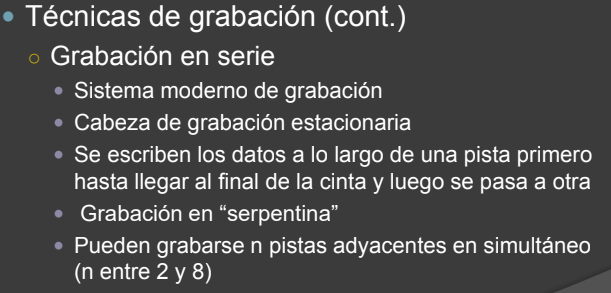 Técnicas de grabación (cont.)
Grabación en serie
Sistema moderno de grabación
Cabeza de grabación estacionaria
Se escriben los datos a lo largo de una pista primero
hasta llegar al final de la cinta y luego se pasa a otra
Grabación en “serpentina”
Pueden grabarse n pistas adyacentes en simultáneo
(n entre 2 y 8)